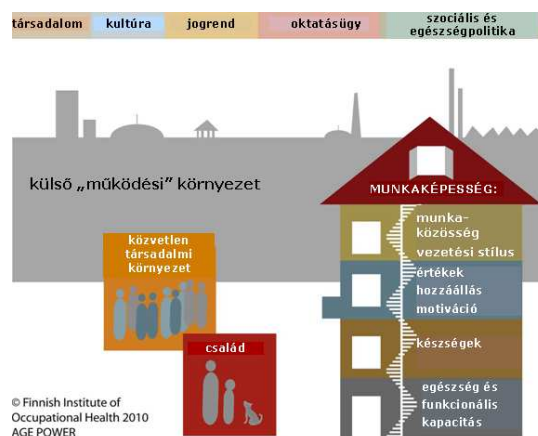 társadalom
kultúra
jogrend
oktatásügy
szociális és
egészségpolitika
külső „működési” környezet
MUNKAKÉPESSÉG:
munka-
közösség
vezetési stílus
közvetlen
társadalmi
környezet
értékek
hozzáállás
motiváció
család
készségek
egészség és
funkcionális
kapacitás
© Finnish Institute of
Occupational Health 2010
AGE POWER